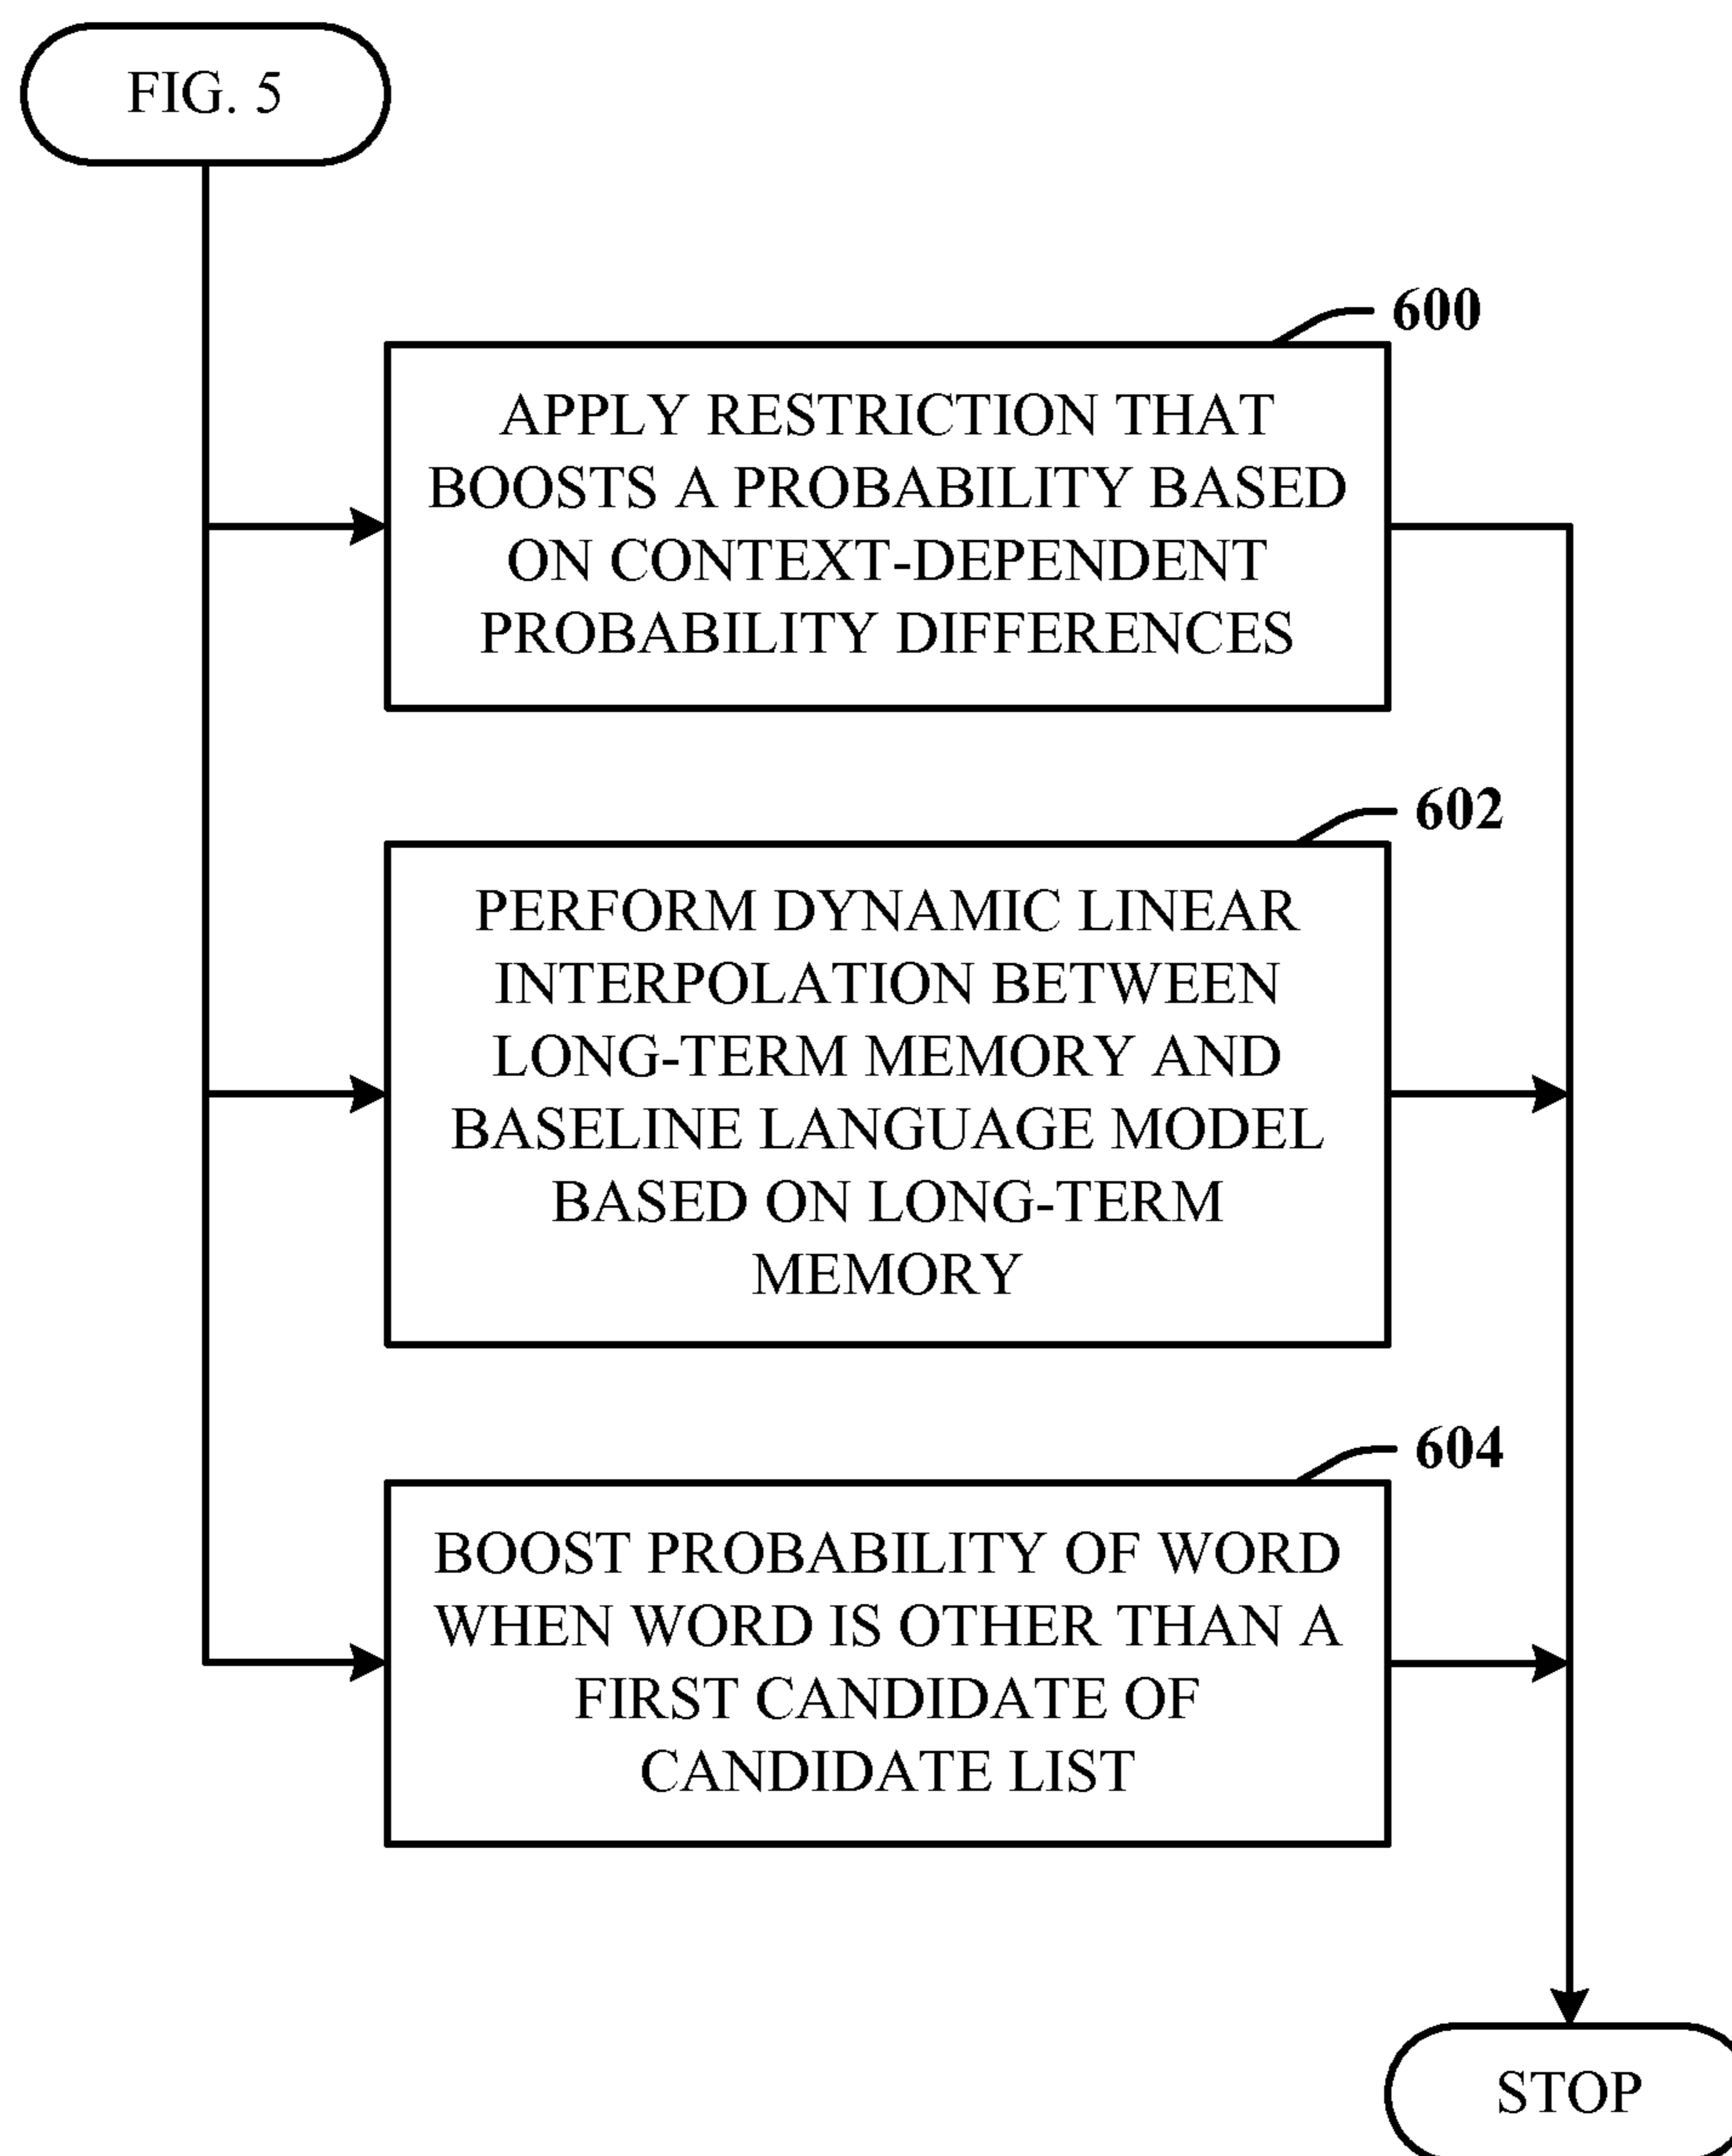 FIG. 5
600
APPLY RESTRICTION THAT
BOOSTS A PROBABILITY BASED
ON CONTEXT-DEPENDENT
PROBABILITY DIFFERENCES
602
PERFORM DYNAMIC LINEAR
INTERPOLATION BETWEEN
LONG-TERM MEMORY AND
BASELINE LANGUAGE MODEL
BASED ON LONG-TERM
MEMORY
604
BOOST PROBABILITY OF WORD
WHEN WORD IS OTHER THAN A
FIRST CANDIDATE OF
CANDIDATE LIST
STOP